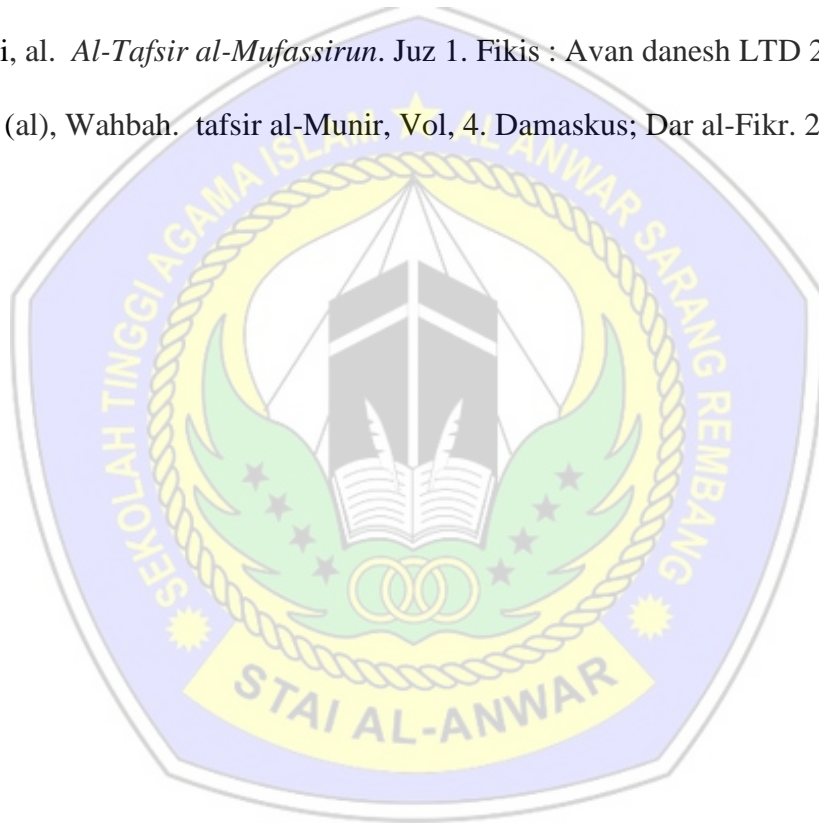 i, al. Al-Tafsir al-Mufassirun. Juz 1. Fikis : Avan danesh LTD 2
(al), Wahbah. tafsir al-Munir, Vol, 4. Damaskus; Dar al-Fikr. 2
SEKOLAH TINGGI AGAMA ISLAM ★ AL ANWAR SARANG REMBANG
STAI AL-ANWAR